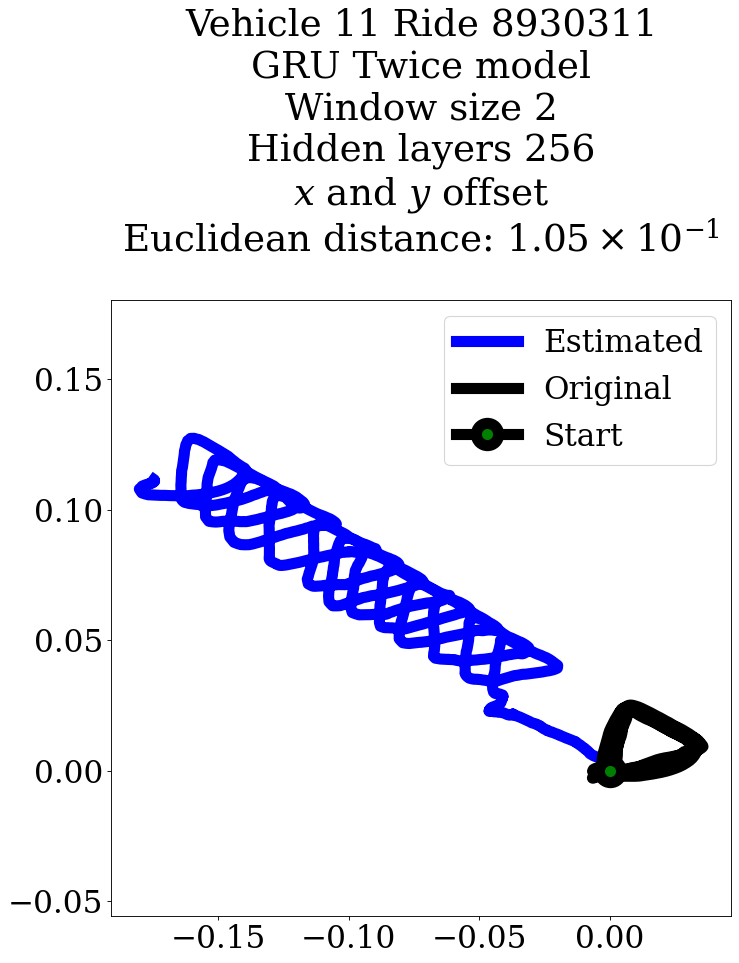 Vehicle 11 Ride 8930311
GRU Twice model
Window size 2
Hidden layers 256
x and y offset
Euclidean distance: 1.05 × 10⁻¹
Estimated
Original
Start
0.15
0.10
0.05
0.00
−0.05
−0.15 −0.10 −0.05 0.00